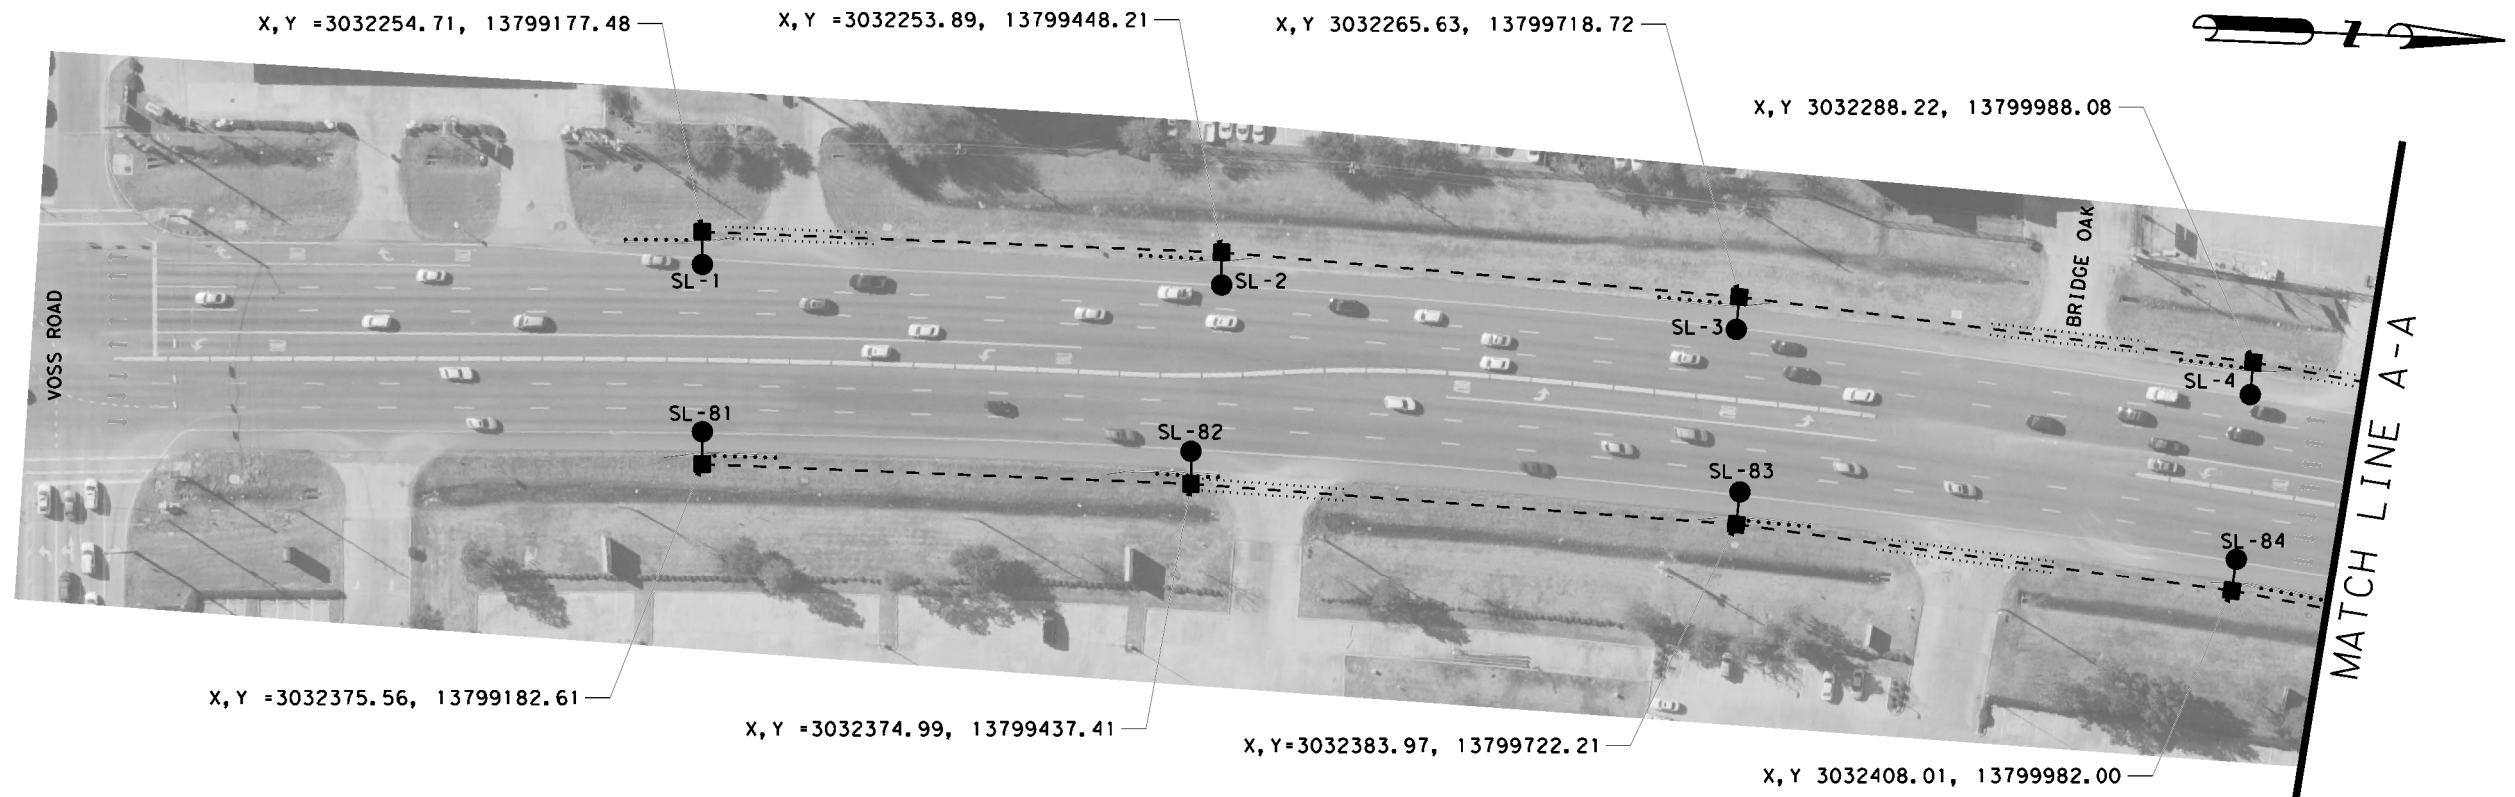 X,Y =3032254.71, 13799177.48
X,Y =3032253.89, 13799448.21
X,Y 3032265.63, 13799718.72
X,Y 3032288.22, 13799988.08
Z
VOSS ROAD
SL-1
SL-2
SL-3
SL-4
BRIDGE OAK
MATCH LINE A-A
SL-81
SL-82
SL-83
SL-84
X,Y =3032375.56, 13799182.61
X,Y =3032374.99, 13799437.41
X,Y=3032383.97, 13799722.21
X,Y 3032408.01, 13799982.00